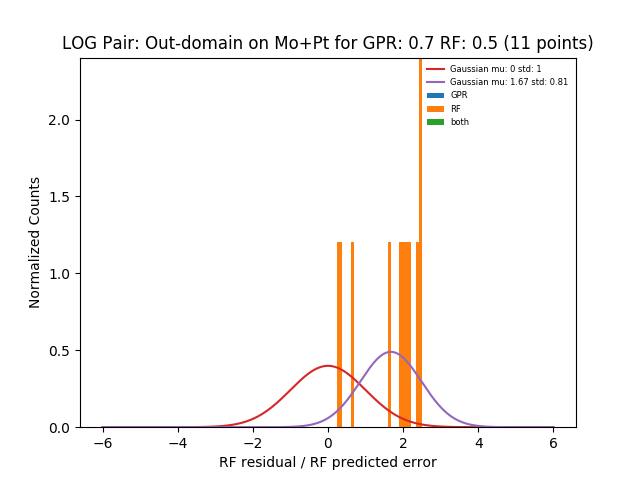 LOG Pair: Out-domain on Mo+Pt for GPR: 0.7 RF: 0.5 (11 points)
Gaussian mu: 0 std: 1
Gaussian mu: 1.67 std: 0.81
GPR
RF
both
Normalized Counts
2.0
1.5
1.0
0.5
0.0
−6 −4 −2 0 2 4 6
RF residual / RF predicted error